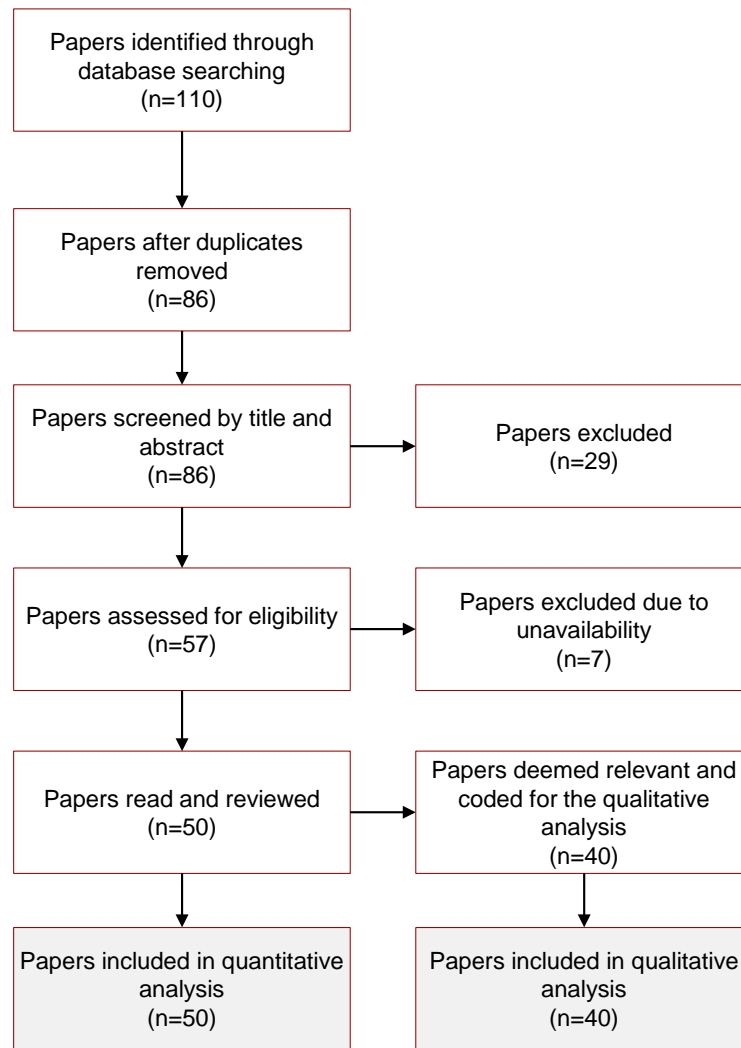 Papers identified through
database searching
(n=110)
Papers after duplicates
removed
(n=86)
Papers screened by title and
abstract
(n=86)
Papers excluded
(n=29)
Papers assessed for eligibility
(n=57)
Papers excluded due to
unavailability
(n=7)
Papers read and reviewed
(n=50)
Papers deemed relevant and
coded for the qualitative
analysis
(n=40)
Papers included in quantitative
analysis
(n=50)
Papers included in qualitative
analysis
(n=40)